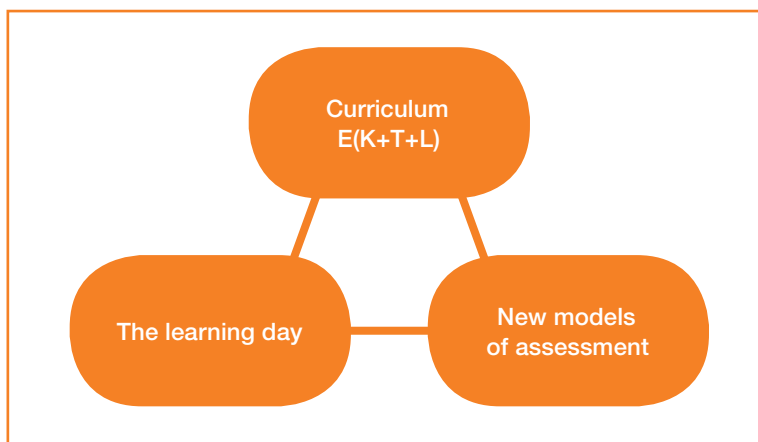 Curriculum
E(K+T+L)
The learning day
New models
of assessment